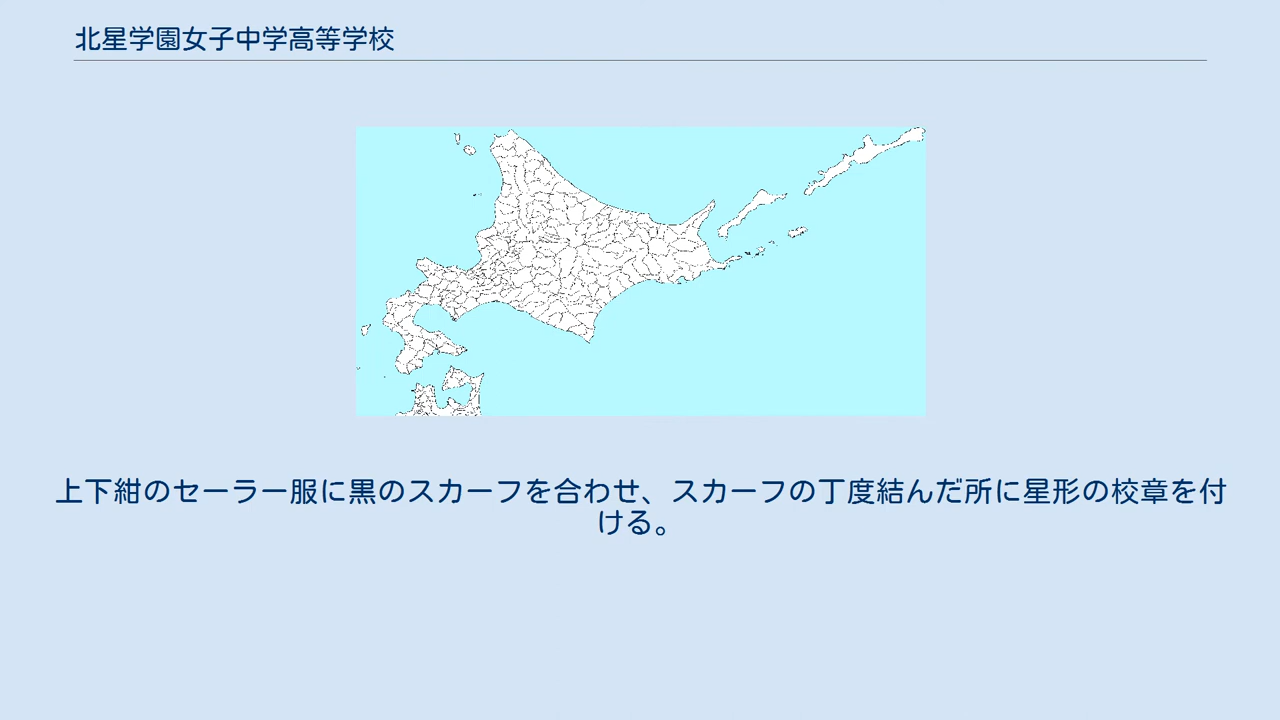 北星学園女子中学高等学校
上下紺のセーラー服に黒のスカーフを合わせ、スカーフの丁度結んだ所に星形の校章を付
ける。